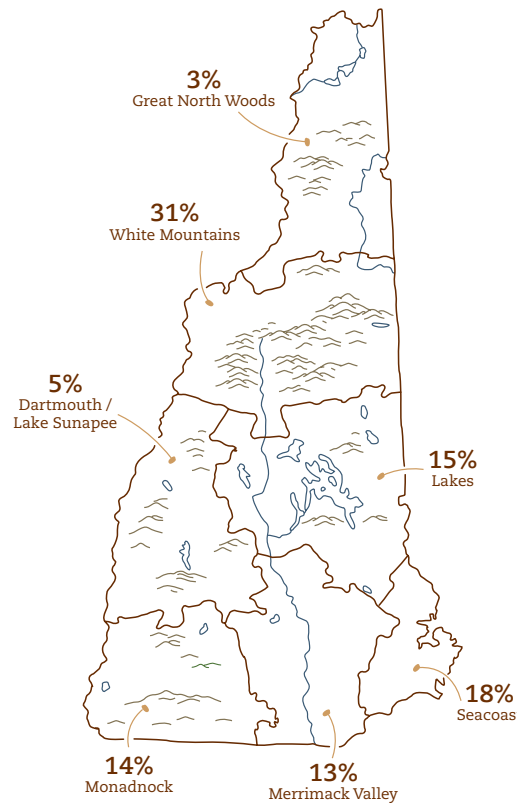 3%
Great North Woods
31%
White Mountains
5%
Dartmouth /
Lake Sunapee
15%
Lakes
18%
Seacoas
14%
Monadnock
13%
Merrimack Valley